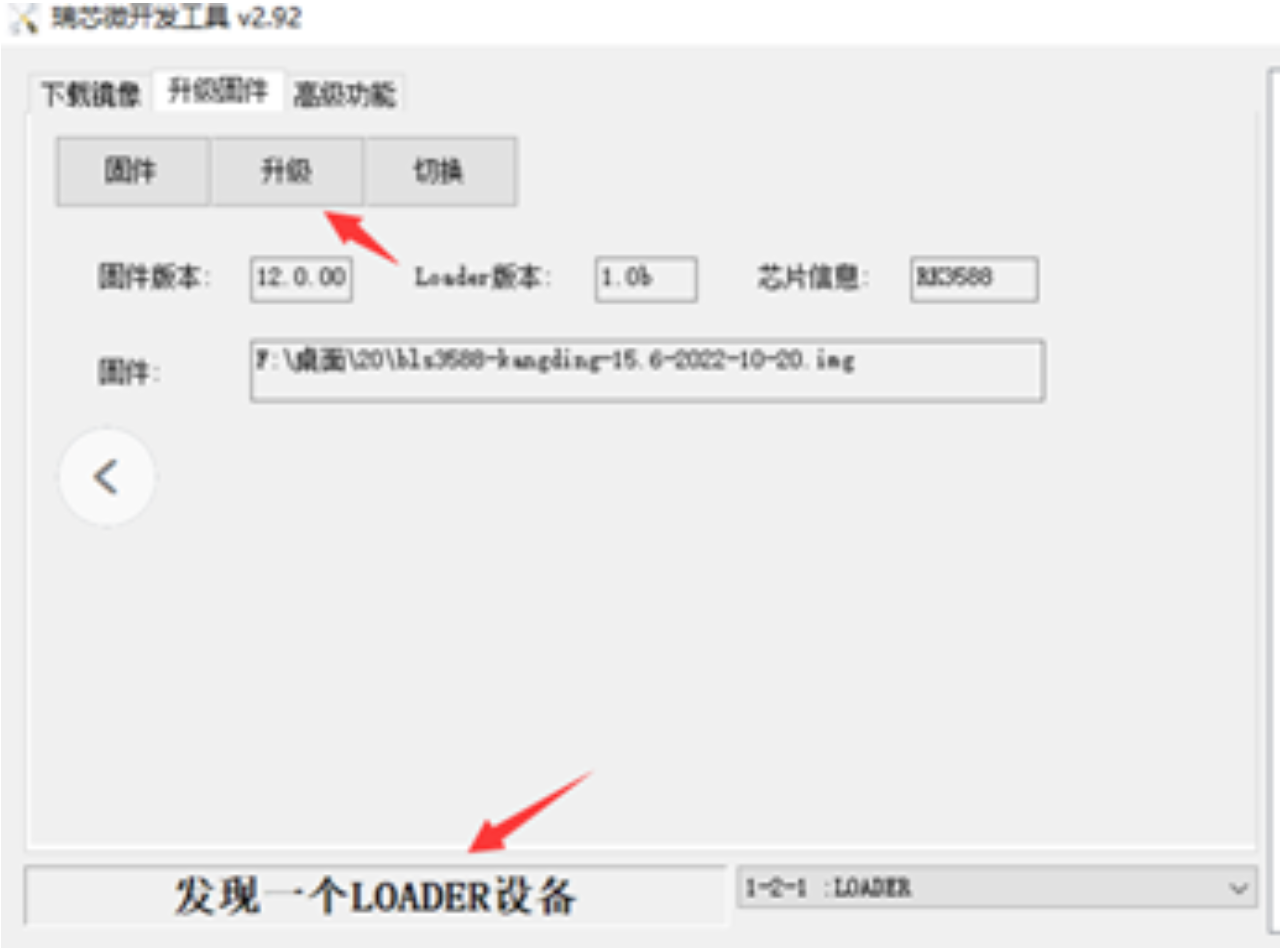 瑞芯微开发工具 v2.92
下载镜像 升级固件 高级功能
固件 升级 切换
固件版本: 12.0.00 Loader版本: 1.0b 芯片信息: RK3588
固件: F:\桌面\20\bls3588-kangding-15.6-2022-10-20.img
发现一个LOADER设备 1-2-1 :LOADER